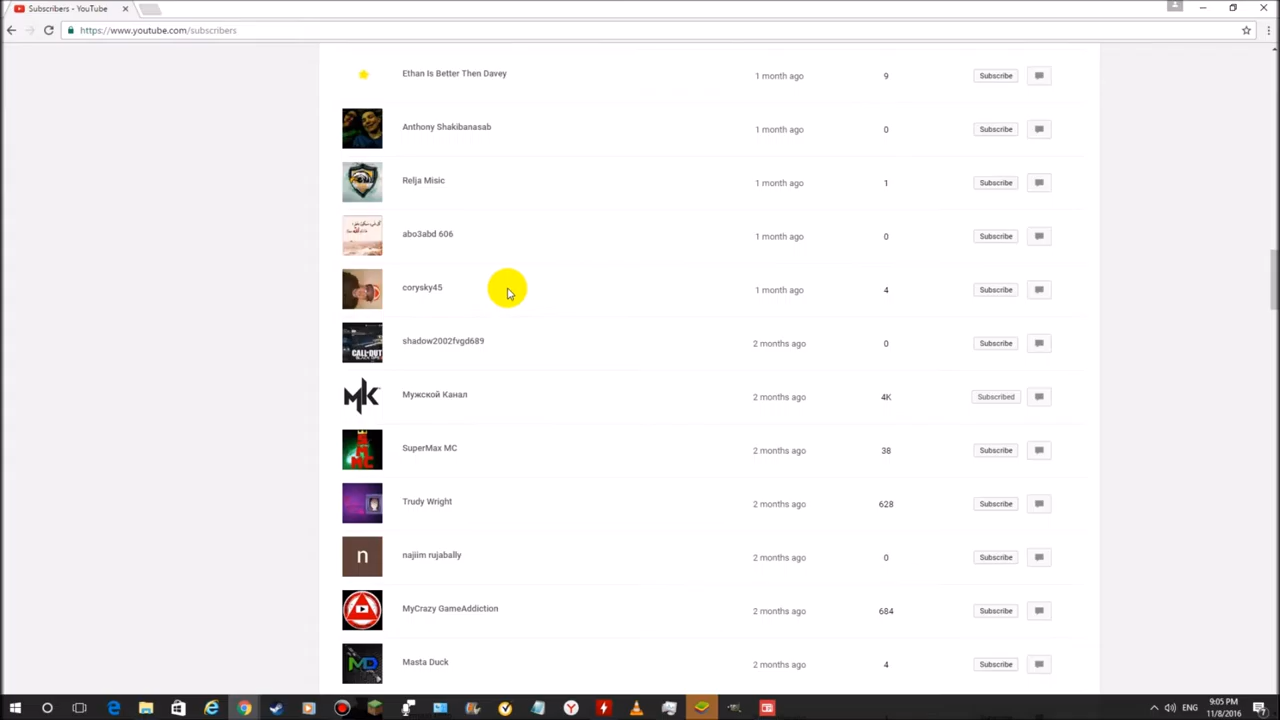 Subscribers - YouTube
https://www.youtube.com/subscribers
Ethan Is Better Then Davey 1 month ago 9 Subscribe
Anthony Shakibanasab 1 month ago 0 Subscribe
Relja Misic 1 month ago 1 Subscribe
abo3abd 606 1 month ago 0 Subscribe
corysky45 1 month ago 4 Subscribe
CALL OF DUTY shadow2002fvgd689 2 months ago 0 Subscribe
MK Мужской Канал 2 months ago 4K Subscribed
MC SuperMax MC 2 months ago 38 Subscribe
Trudy Wright 2 months ago 628 Subscribe
n najiim rujabally 2 months ago 0 Subscribe
MyCrazy GameAddiction 2 months ago 684 Subscribe
MD Masta Duck 2 months ago 4 Subscribe
ENG 9:05 PM
11/8/2016